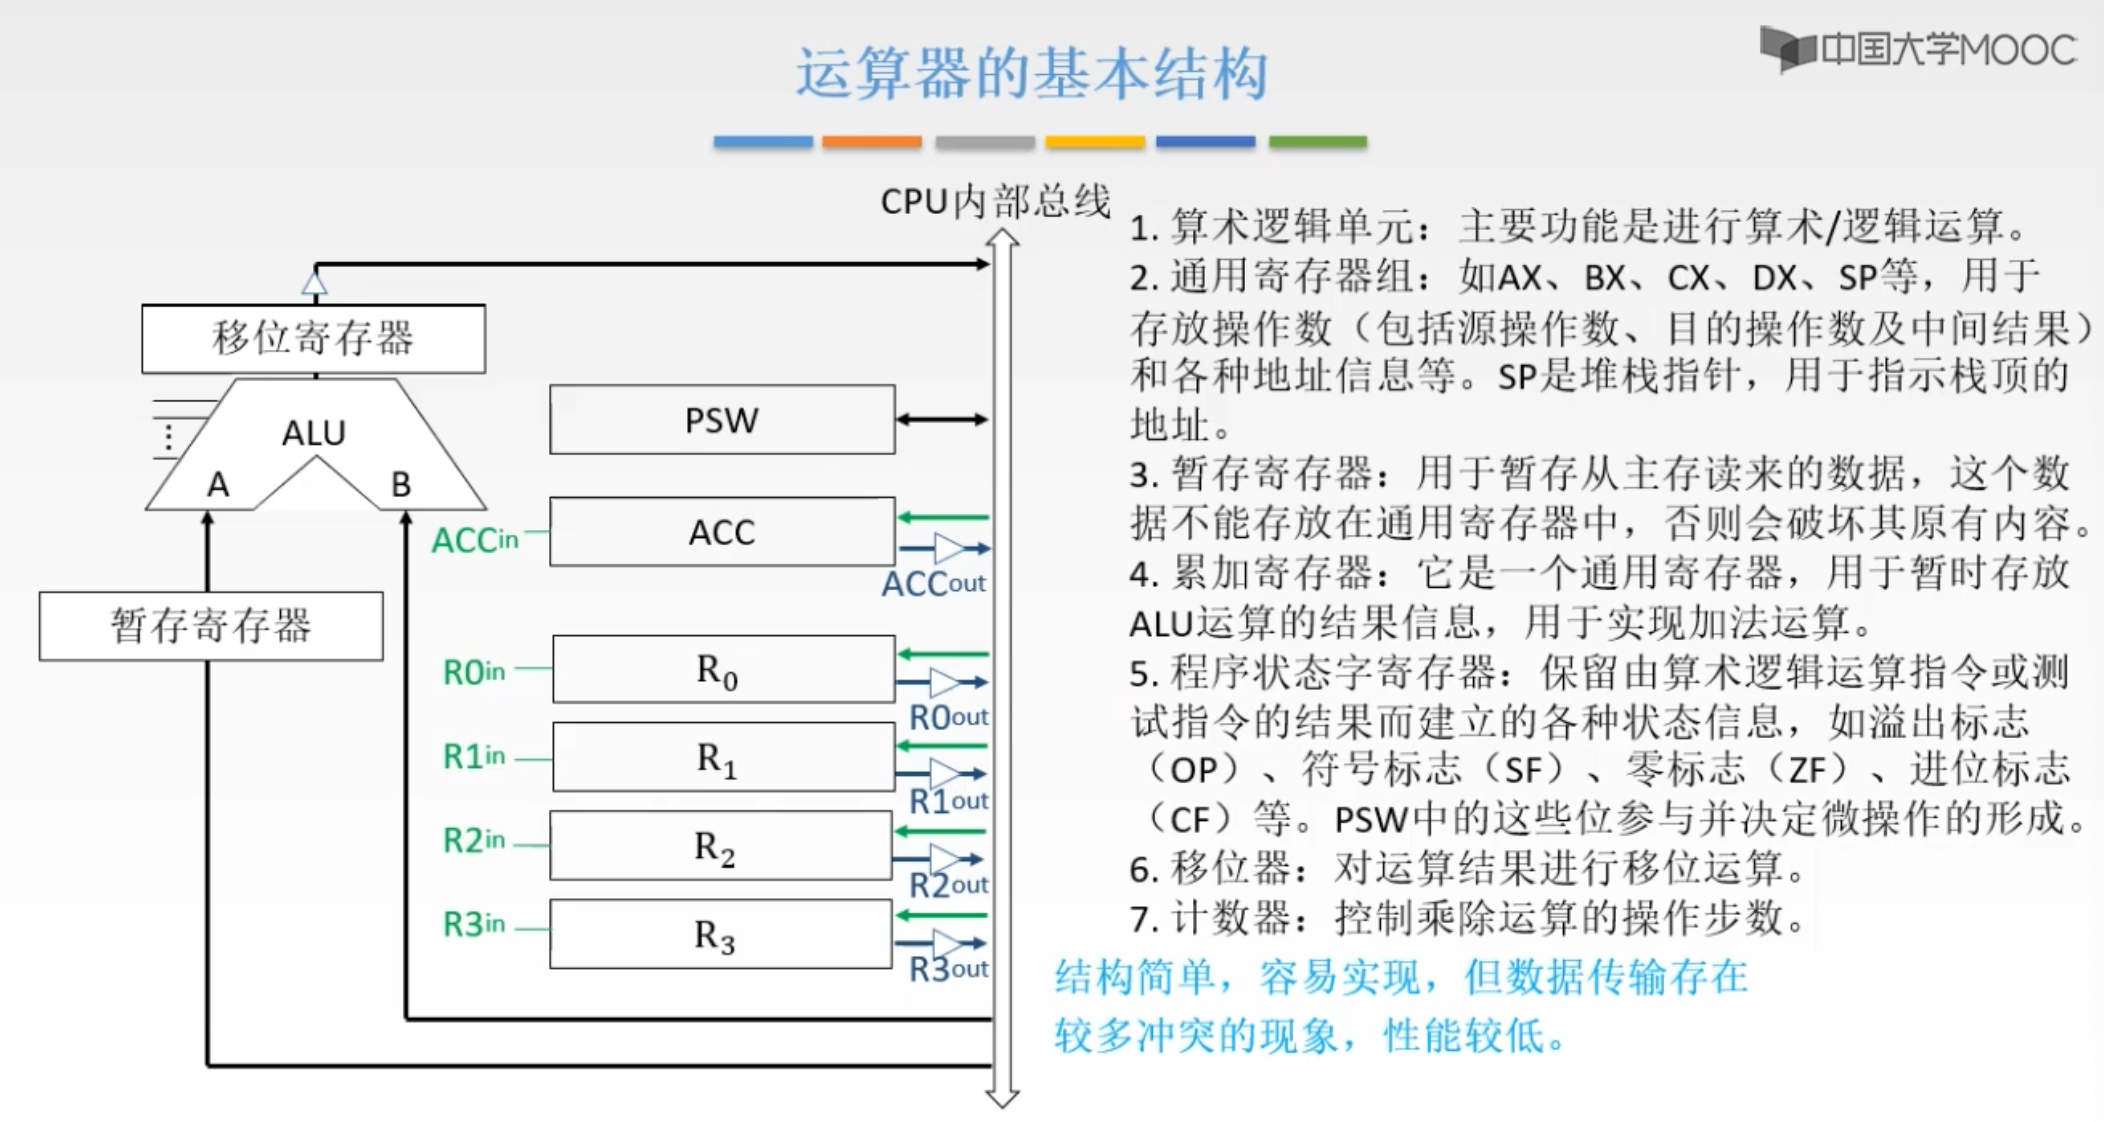 运算器的基本结构
中国大学MOOC
CPU内部总线
移位寄存器
ALU
A
B
暂存寄存器
PSW
ACCin
ACC
ACCout
R0in
R₀
R0out
R1in
R₁
R1out
R2in
R₂
R2out
R3in
R₃
R3out
1. 算术逻辑单元：主要功能是进行算术/逻辑运算。
2. 通用寄存器组：如AX、BX、CX、DX、SP等，用于
存放操作数（包括源操作数、目的操作数及中间结果）
和各种地址信息等。SP是堆栈指针，用于指示栈顶的
地址。
3. 暂存寄存器：用于暂存从主存读来的数据，这个数
据不能存放在通用寄存器中，否则会破坏其原有内容。
4. 累加寄存器：它是一个通用寄存器，用于暂时存放
ALU运算的结果信息，用于实现加法运算。
5. 程序状态字寄存器：保留由算术逻辑运算指令或测
试指令的结果而建立的各种状态信息，如溢出标志
（OP）、符号标志（SF）、零标志（ZF）、进位标志
（CF）等。PSW中的这些位参与并决定微操作的形成。
6. 移位器：对运算结果进行移位运算。
7. 计数器：控制乘除运算的操作步数。
结构简单，容易实现，但数据传输存在
较多冲突的现象，性能较低。